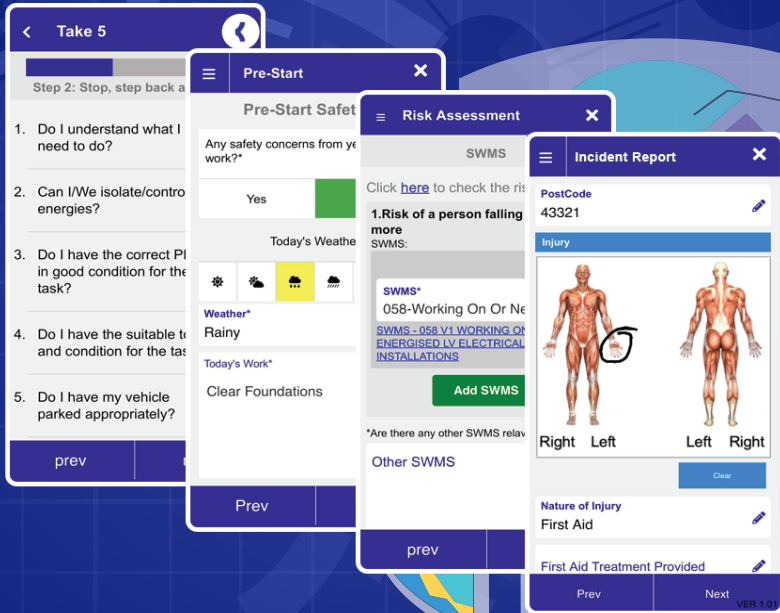 Take 5
Step 2: Stop, step back a
1. Do I understand what I
need to do?
2. Can I/We isolate/contro
energies?
3. Do I have the correct
in good condition for the
task?
4. Do I have the suitable
and condition for the
5. Do I have my vehicle
parked appropriately?
prev
Pre-Start
Pre-Start Safet
Any safety concerns from
work?*
Yes
Today's Weathe
Weather*
Rainy
Today's Work*
Clear Foundations
Prev
Risk Assessment
SWMS
Click here to check the
1.Risk of a person falling
more
SWMS:
SWMS*
058-Working On Or
SWMS - 058 V1 WORKING ON
ENERGISED LV ELECTRICAL
INSTALLATIONS
Add SWMS
*Are there any other SWMS relav
Other SWMS
prev
Incident Report
PostCode
43321
Injury
Right Left
Left Right
Clear
Nature of Injury
First Aid
First Aid Treatment Provided
Prev
Next
VER 1.01